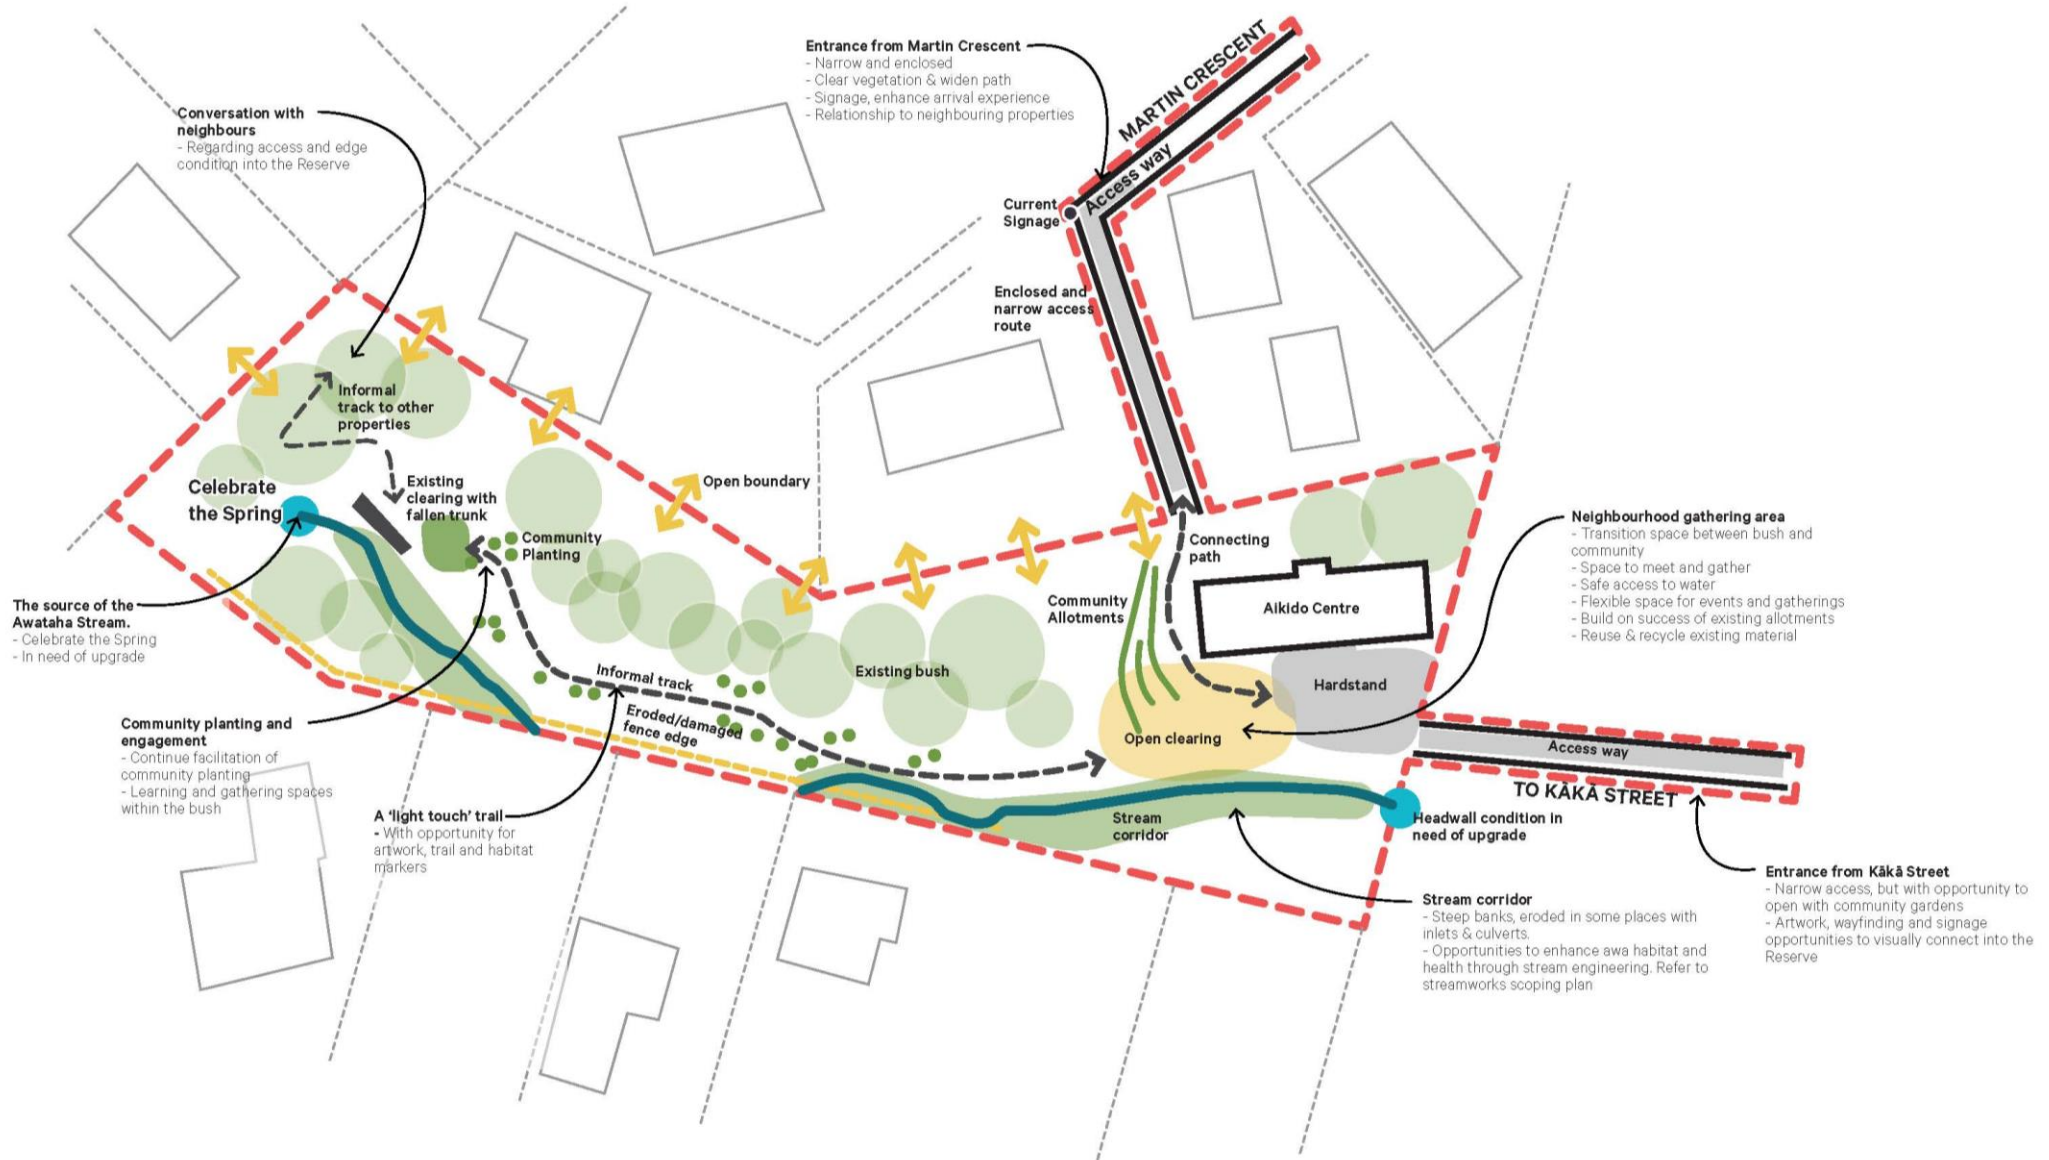 Entrance from Martin Crescent
- Narrow and enclosed
- Clear vegetation & widen path
- Signage, enhance arrival experience
- Relationship to neighbouring properties
MARTIN CRESCENT
Access way
Conversation with
neighbours
- Regarding access and edge
condition into the Reserve
Current
Signage
Enclosed and
narrow access
route
Informal
track to other
properties
Celebrate
the Spring
Existing
clearing with
fallen trunk
Open boundary
Community
Planting
Connecting
path
Neighbourhood gathering area
- Transition space between bush and
community
- Space to meet and gather
- Safe access to water
- Flexible space for events and gatherings
- Build on success of existing allotments
- Reuse & recycle existing material
The source of the
Awataha Stream.
- Celebrate the Spring
- In need of upgrade
Community
Allotments
Aikido Centre
Informal track
Existing bush
Hardstand
Eroded/damaged
fence edge
Open clearing
Community planting and
engagement
- Continue facilitation of
community planting
- Learning and gathering spaces
within the bush
Access way
TO KĀKĀ STREET
A ‘light touch’ trail
- With opportunity for
artwork, trail and habitat
markers
Stream
corridor
Headwall condition in
need of upgrade
Entrance from Kākā Street
- Narrow access, but with opportunity to
open with community gardens
- Artwork, wayfinding and signage
opportunities to visually connect into the
Reserve
Stream corridor
- Steep banks, eroded in some places with
inlets & culverts.
- Opportunities to enhance awa habitat and
health through stream engineering. Refer to
streamworks scoping plan